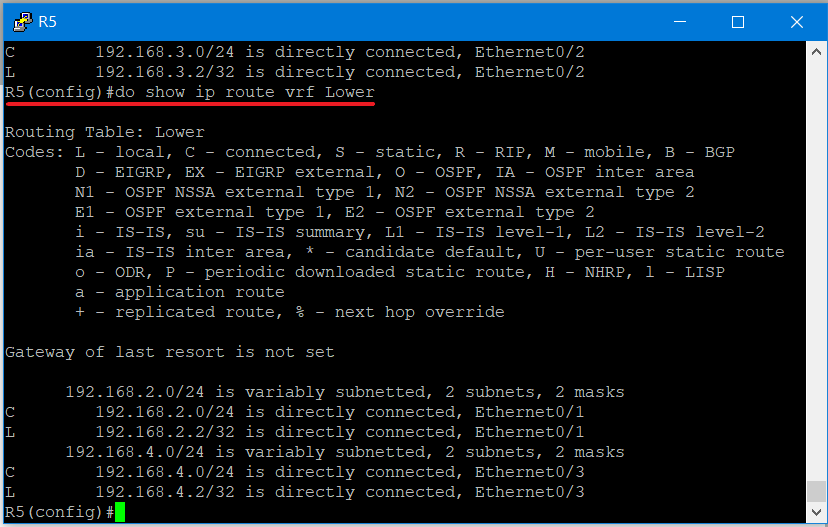 R5
C        192.168.3.0/24 is directly connected, Ethernet0/2
L        192.168.3.2/32 is directly connected, Ethernet0/2
R5(config)#do show ip route vrf Lower
Routing Table: Lower
Codes: L - local, C - connected, S - static, R - RIP, M - mobile, B - BGP
       D - EIGRP, EX - EIGRP external, O - OSPF, IA - OSPF inter area
       N1 - OSPF NSSA external type 1, N2 - OSPF NSSA external type 2
       E1 - OSPF external type 1, E2 - OSPF external type 2
       i - IS-IS, su - IS-IS summary, L1 - IS-IS level-1, L2 - IS-IS level-2
       ia - IS-IS inter area, * - candidate default, U - per-user static route
       o - ODR, P - periodic downloaded static route, H - NHRP, l - LISP
       a - application route
       + - replicated route, % - next hop override
Gateway of last resort is not set
      192.168.2.0/24 is variably subnetted, 2 subnets, 2 masks
C        192.168.2.0/24 is directly connected, Ethernet0/1
L        192.168.2.2/32 is directly connected, Ethernet0/1
      192.168.4.0/24 is variably subnetted, 2 subnets, 2 masks
C        192.168.4.0/24 is directly connected, Ethernet0/3
L        192.168.4.2/32 is directly connected, Ethernet0/3
R5(config)#